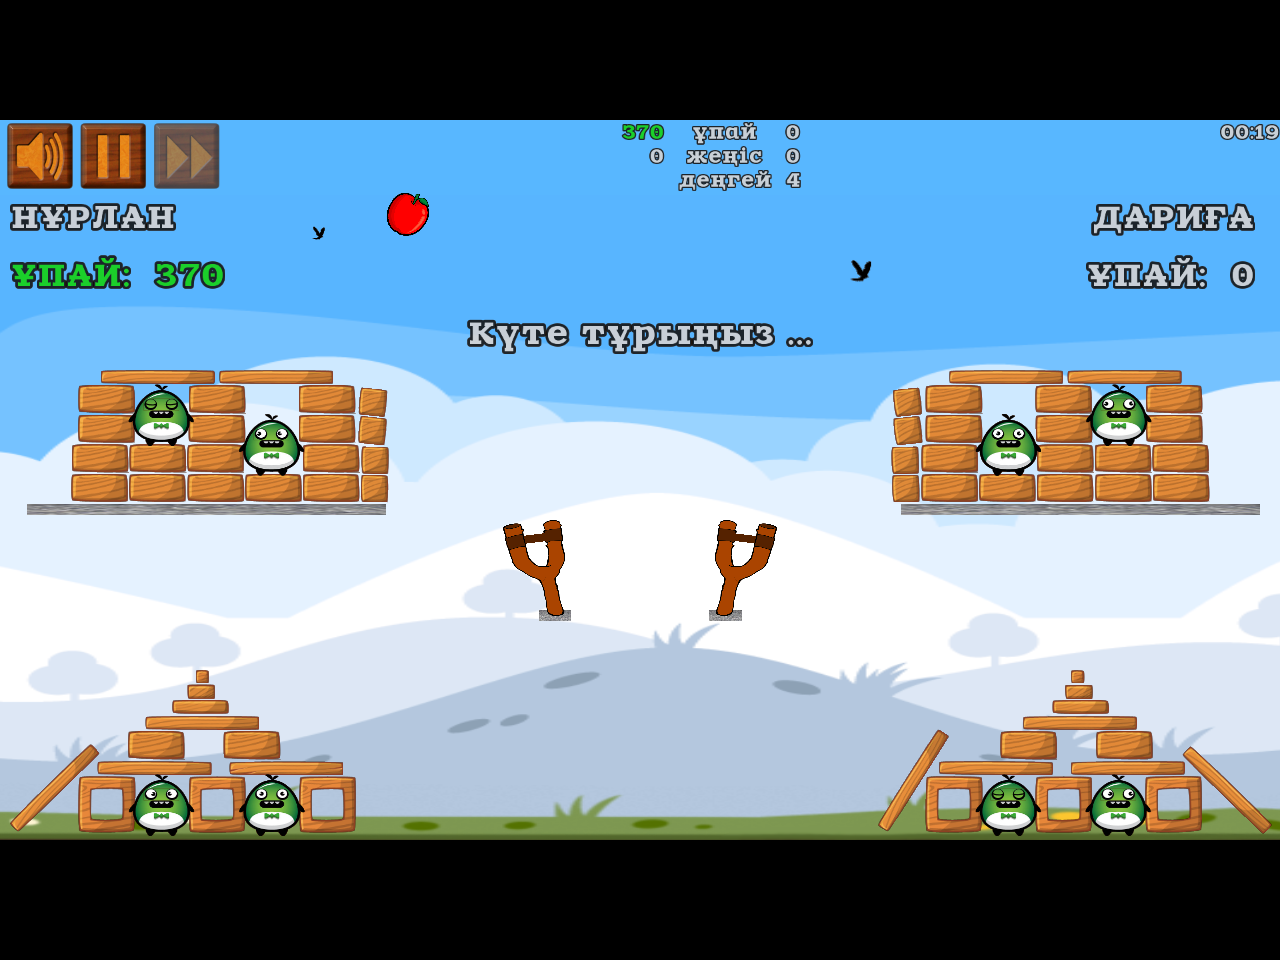 370 ұпай 0
0 жеңіс 0
деңгей 4
00:19
НҰРЛАН
ДАРИҒА
ҰПАЙ: 370
ҰПАЙ: 0
Күте тұрыңыз ...